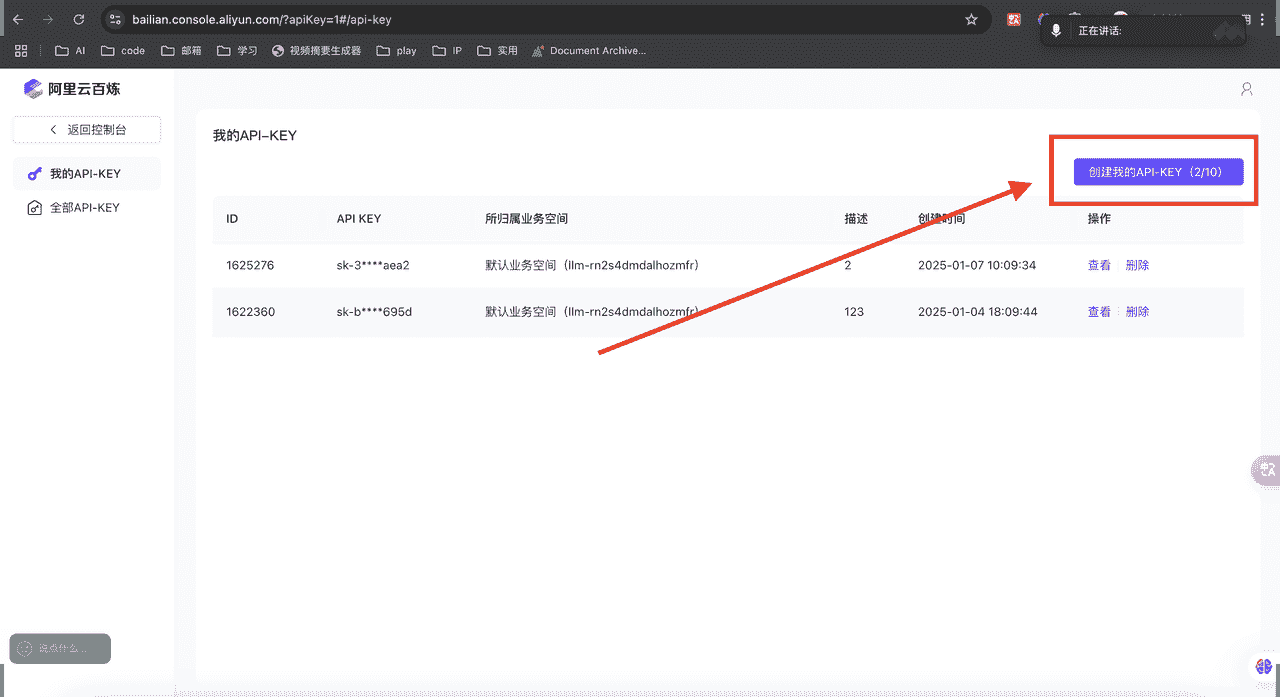 bailian.console.aliyun.com/?apiKey=1#/api-key
AI code 邮箱 学习 视频摘要生成器 play IP 实用 Document Archive...
正在讲话:
阿里云百炼
返回控制台
我的API-KEY
全部API-KEY
我的API-KEY
创建我的API-KEY（2/10）
ID API KEY 所归属业务空间 描述 创建时间 操作
1625276 sk-3****aea2 默认业务空间（llm-rn2s4dmdalhozmfr） 2 2025-01-07 10:09:34 查看 删除
1622360 sk-b****695d 默认业务空间（llm-rn2s4dmdalhozmfr） 123 2025-01-04 18:09:44 查看 删除
说点什么...